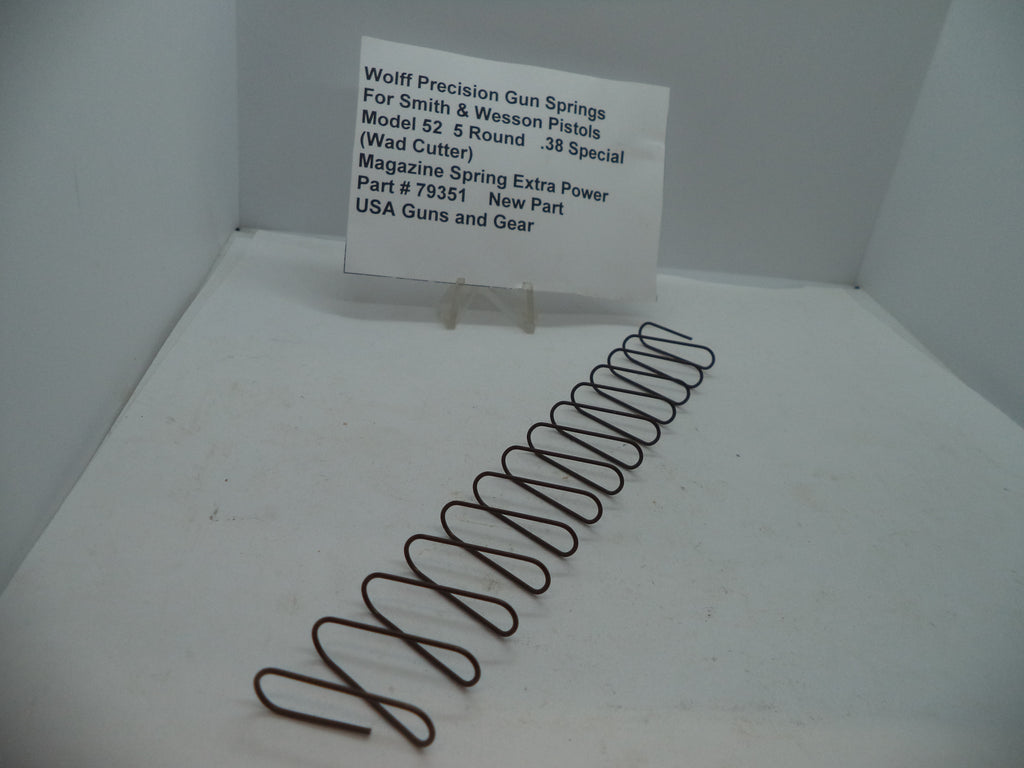 Wolff Precision Gun Springs
For Smith & Wesson Pistols
Model 52 5 Round .38 Special
(Wad Cutter)
Magazine Spring Extra Power
Part # 79351 New Part
USA Guns and Gear